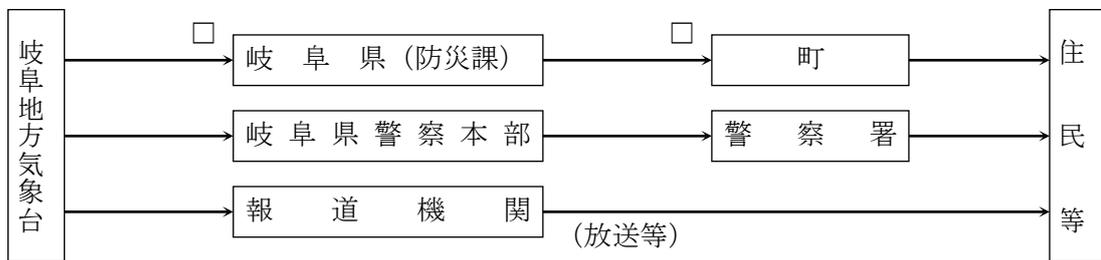 岐阜地方気象台
□
岐阜県（防災課）
□
町
岐阜県警察本部
警察署
報道機関
（放送等）
住民等